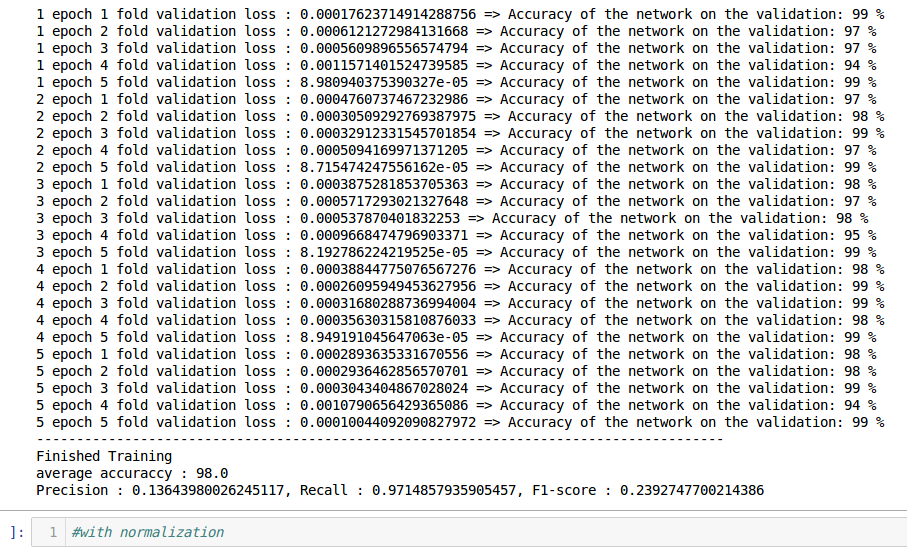 1 epoch 1 fold validation loss : 0.00017623714914288756 => Accuracy of the network on the validation: 99 %
1 epoch 2 fold validation loss : 0.0006121272984131668 => Accuracy of the network on the validation: 97 %
1 epoch 3 fold validation loss : 0.0005609896556574794 => Accuracy of the network on the validation: 97 %
1 epoch 4 fold validation loss : 0.0011571401524739585 => Accuracy of the network on the validation: 94 %
1 epoch 5 fold validation loss : 8.980940375390327e-05 => Accuracy of the network on the validation: 99 %
2 epoch 1 fold validation loss : 0.0004760737467232986 => Accuracy of the network on the validation: 97 %
2 epoch 2 fold validation loss : 0.00030509292769387975 => Accuracy of the network on the validation: 98 %
2 epoch 3 fold validation loss : 0.00032912331545701854 => Accuracy of the network on the validation: 99 %
2 epoch 4 fold validation loss : 0.0005094169971371205 => Accuracy of the network on the validation: 97 %
2 epoch 5 fold validation loss : 8.715474247556162e-05 => Accuracy of the network on the validation: 99 %
3 epoch 1 fold validation loss : 0.0003875281853705363 => Accuracy of the network on the validation: 98 %
3 epoch 2 fold validation loss : 0.0005717293021327648 => Accuracy of the network on the validation: 97 %
3 epoch 3 fold validation loss : 0.000537870401832253 => Accuracy of the network on the validation: 98 %
3 epoch 4 fold validation loss : 0.0009668474796903371 => Accuracy of the network on the validation: 95 %
3 epoch 5 fold validation loss : 8.192786224219525e-05 => Accuracy of the network on the validation: 99 %
4 epoch 1 fold validation loss : 0.00038844775076567276 => Accuracy of the network on the validation: 98 %
4 epoch 2 fold validation loss : 0.00026095949453627956 => Accuracy of the network on the validation: 99 %
4 epoch 3 fold validation loss : 0.00031680288736994004 => Accuracy of the network on the validation: 99 %
4 epoch 4 fold validation loss : 0.00035630315810876033 => Accuracy of the network on the validation: 98 %
4 epoch 5 fold validation loss : 8.949191045647063e-05 => Accuracy of the network on the validation: 99 %
5 epoch 1 fold validation loss : 0.0002893635331670556 => Accuracy of the network on the validation: 98 %
5 epoch 2 fold validation loss : 0.0002936462856570701 => Accuracy of the network on the validation: 98 %
5 epoch 3 fold validation loss : 0.0003043404867028024 => Accuracy of the network on the validation: 99 %
5 epoch 4 fold validation loss : 0.0010790656429365086 => Accuracy of the network on the validation: 94 %
5 epoch 5 fold validation loss : 0.00010044092090827972 => Accuracy of the network on the validation: 99 %
--------------------------------------------------------------------------------------
Finished Training
average accuraccy : 98.0
Precision : 0.13643980026245117, Recall : 0.9714857935905457, F1-score : 0.2392747700214386
]: 1 #with normalization